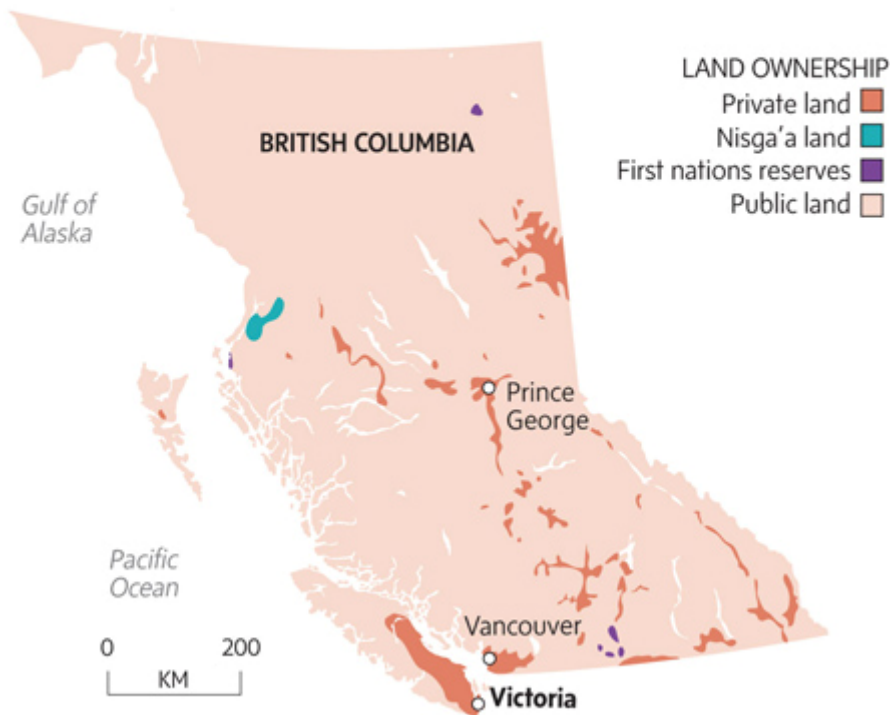 LAND OWNERSHIP
Private land
Nisga'a land
First nations reserves
Public land
BRITISH COLUMBIA
Gulf of
Alaska
Prince
George
Pacific
Ocean
Vancouver
0 200
KM
Victoria